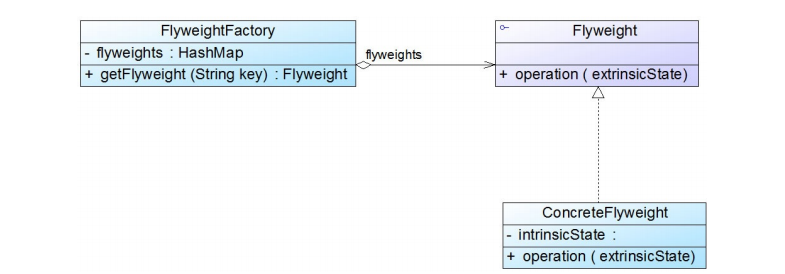 FlyweightFactory
- flyweights : HashMap
+ getFlyweight (String key) : Flyweight
flyweights
Flyweight
+ operation ( extrinsicState)
ConcreteFlyweight
- intrinsicState :
+ operation ( extrinsicState)